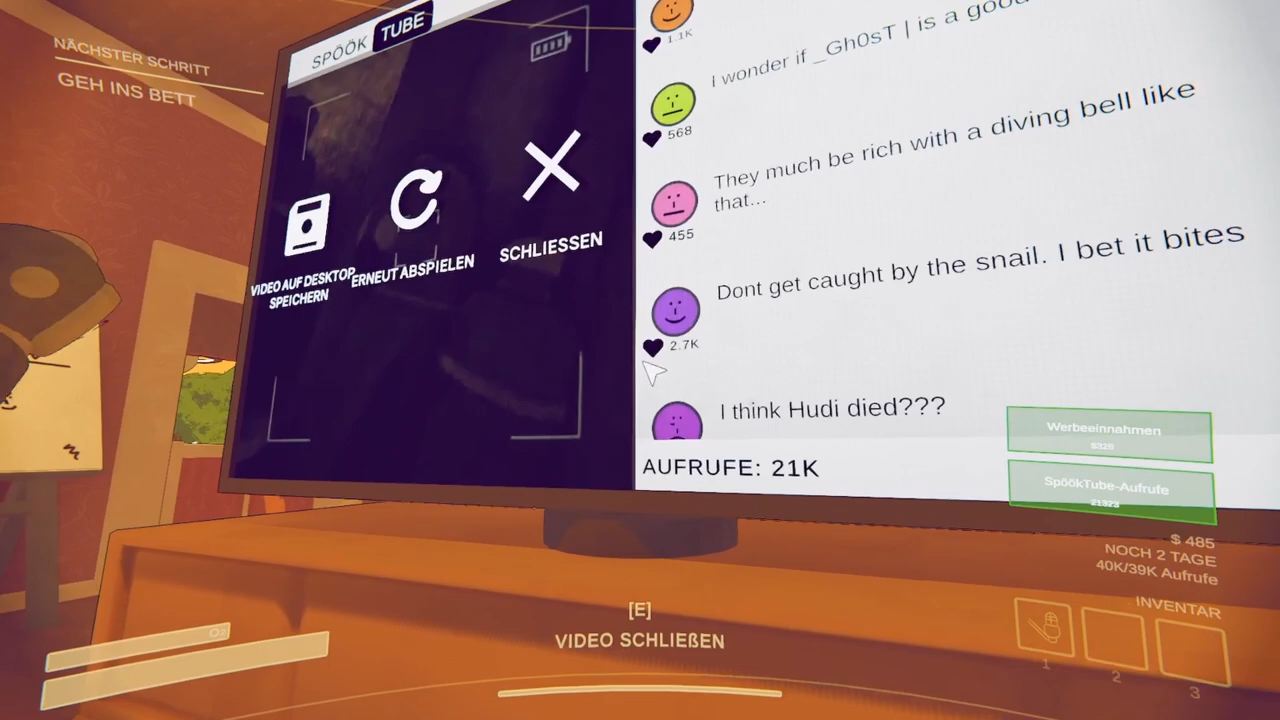 NÄCHSTER SCHRITT
GEH INS BETT
SPÖÖK TUBE
VIDEO AUF DESKTOP
SPEICHERN
ERNEUT ABSPIELEN
SCHLIESSEN
1.1K
I wonder if _Gh0sT | is a good
568
They much be rich with a diving bell like
that...
455
Dont get caught by the snail. I bet it bites
2.7K
I think Hudi died???
AUFRUFE: 21K
Werbeeinnahmen
$325
SpöökTube-Aufrufe
21323
$ 485
NOCH 2 TAGE
40K/39K Aufrufe
INVENTAR
1
2
3
[E]
VIDEO SCHLIEßEN
O₂